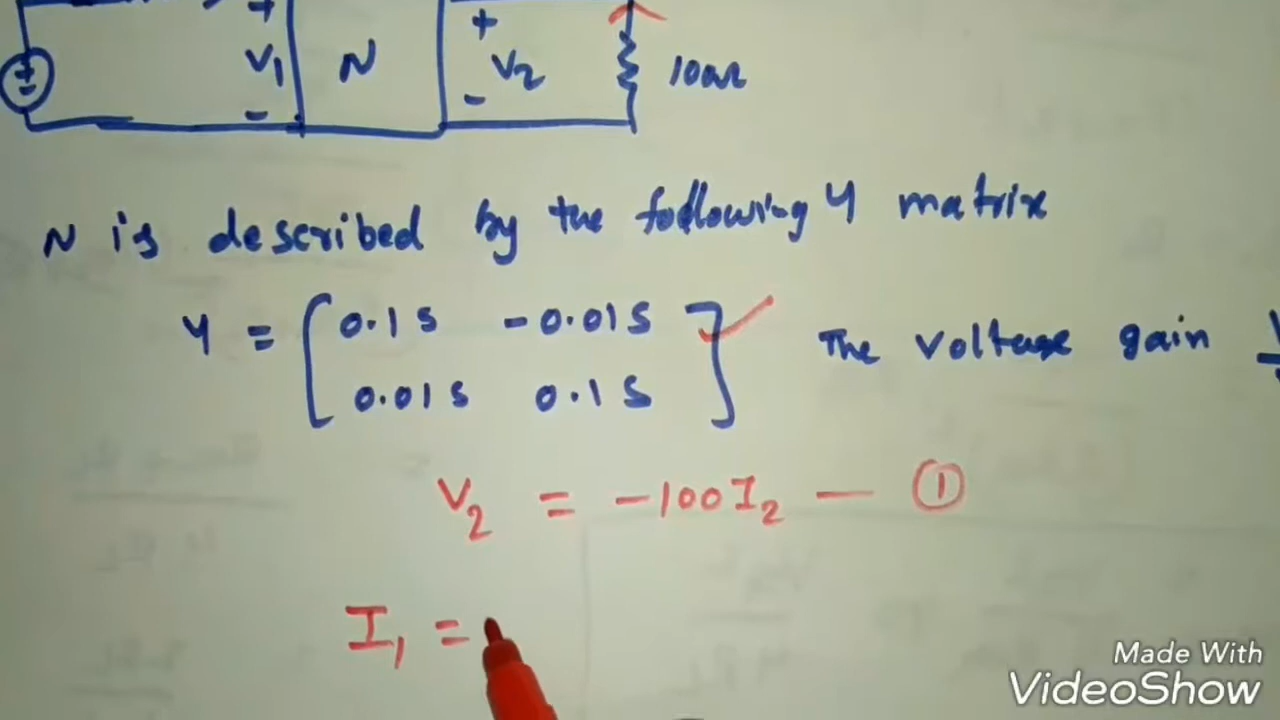 + V1 - N + V2 - 100Ω
N is described by the following Y matrix
Y = [ 0.1 S -0.01 S
0.01 S 0.1 S ] The voltage gain
V2 = -100 I2 — ①
I1 =
Made With
VideoShow